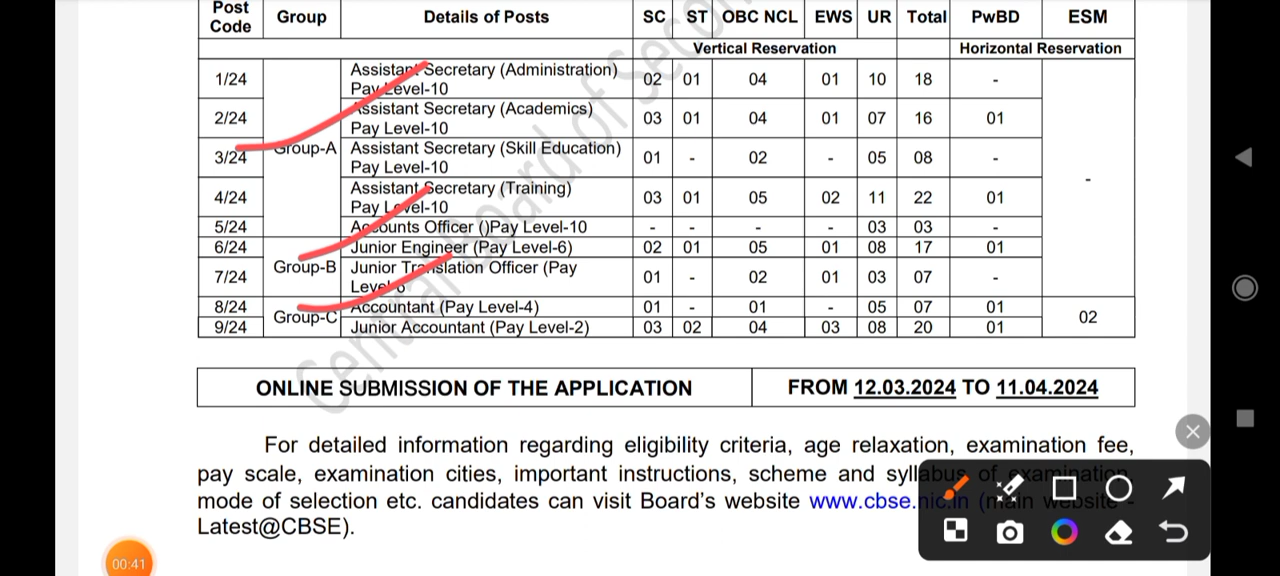 Post Code Group Details of Posts SC ST OBC NCL EWS UR Total PwBD ESM
Vertical Reservation Horizontal Reservation
1/24 Group-A Assistant Secretary (Administration) Pay Level-10 02 01 04 01 10 18 - -
2/24 Assistant Secretary (Academics) Pay Level-10 03 01 04 01 07 16 01
3/24 Assistant Secretary (Skill Education) Pay Level-10 01 - 02 - 05 08 -
4/24 Assistant Secretary (Training) Pay Level-10 03 01 05 02 11 22 01
5/24 Accounts Officer ()Pay Level-10 - - - - 03 03 -
6/24 Group-B Junior Engineer (Pay Level-6) 02 01 05 01 08 17 01
7/24 Junior Translation Officer (Pay Level-6 01 - 02 01 03 07 -
8/24 Group-C Accountant (Pay Level-4) 01 - 01 - 05 07 01 02
9/24 Junior Accountant (Pay Level-2) 03 02 04 03 08 20 01
Central Board of Secon
ONLINE SUBMISSION OF THE APPLICATION FROM 12.03.2024 TO 11.04.2024
For detailed information regarding eligibility criteria, age relaxation, examination fee,
pay scale, examination cities, important instructions, scheme and syllabus of examination
mode of selection etc. candidates can visit Board's website www.cbse.nic.in (main website -
Latest@CBSE).
00:41